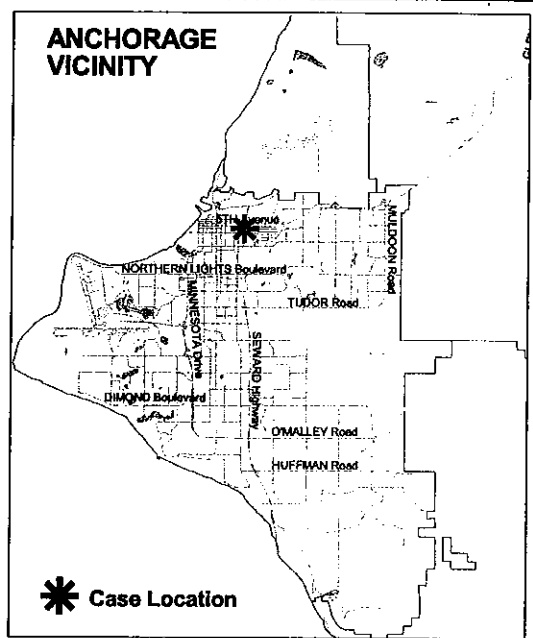 ANCHORAGE
VICINITY
5TH Avenue
MULDOON Road
NORTHERN LIGHTS Boulevard
MINNESOTA Drive
TUDOR Road
SEWARD Highway
DIMOND Boulevard
O'MALLEY Road
HUFFMAN Road
Case Location